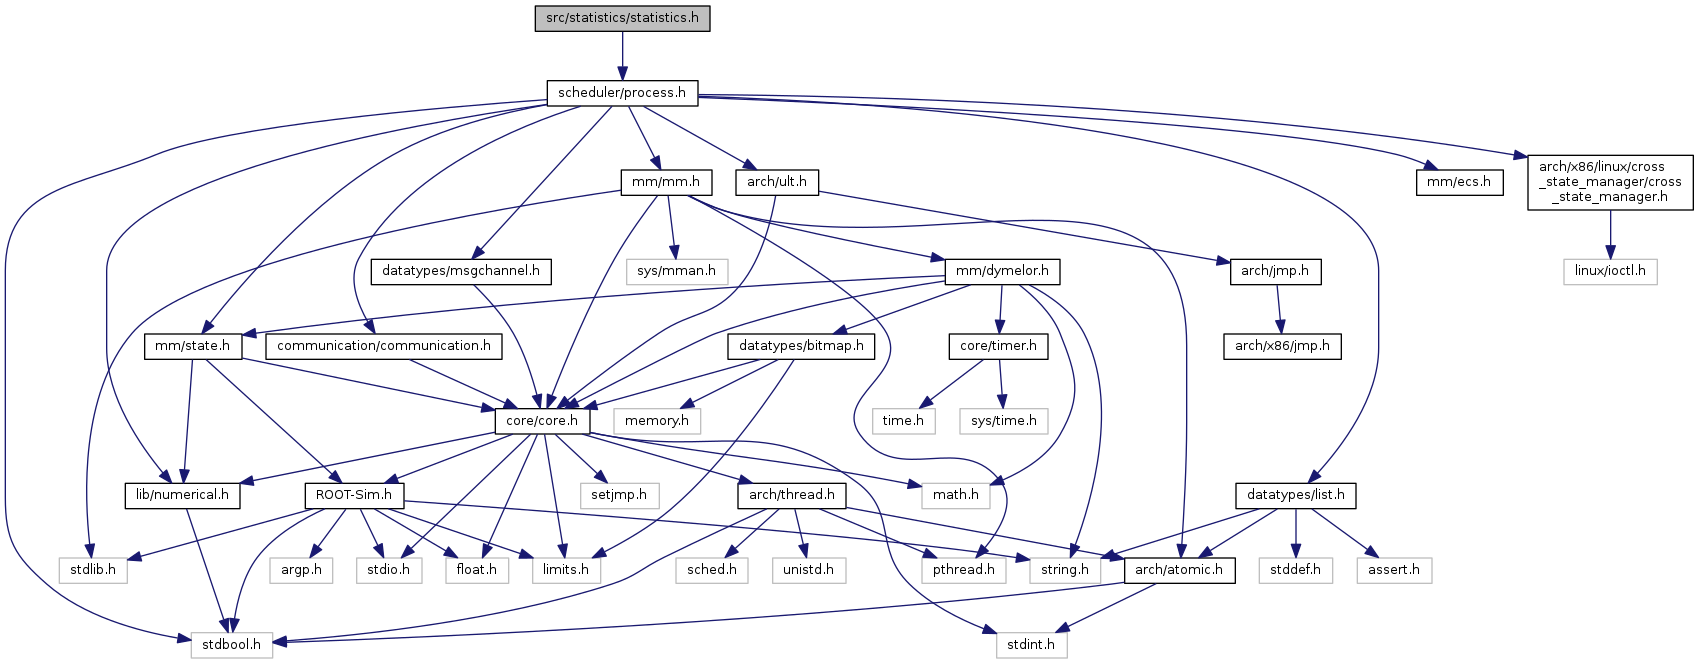 src/statistics/statistics.h
scheduler/process.h
arch/x86/linux/cross
_state_manager/cross
_state_manager.h
mm/mm.h
arch/ult.h
mm/ecs.h
datatypes/msgchannel.h
sys/mman.h
mm/dymelor.h
arch/jmp.h
linux/ioctl.h
mm/state.h
communication/communication.h
datatypes/bitmap.h
core/timer.h
arch/x86/jmp.h
core/core.h
memory.h
time.h
sys/time.h
lib/numerical.h
ROOT-Sim.h
setjmp.h
arch/thread.h
math.h
datatypes/list.h
stdlib.h
argp.h
stdio.h
float.h
limits.h
sched.h
unistd.h
pthread.h
string.h
arch/atomic.h
stddef.h
assert.h
stdbool.h
stdint.h